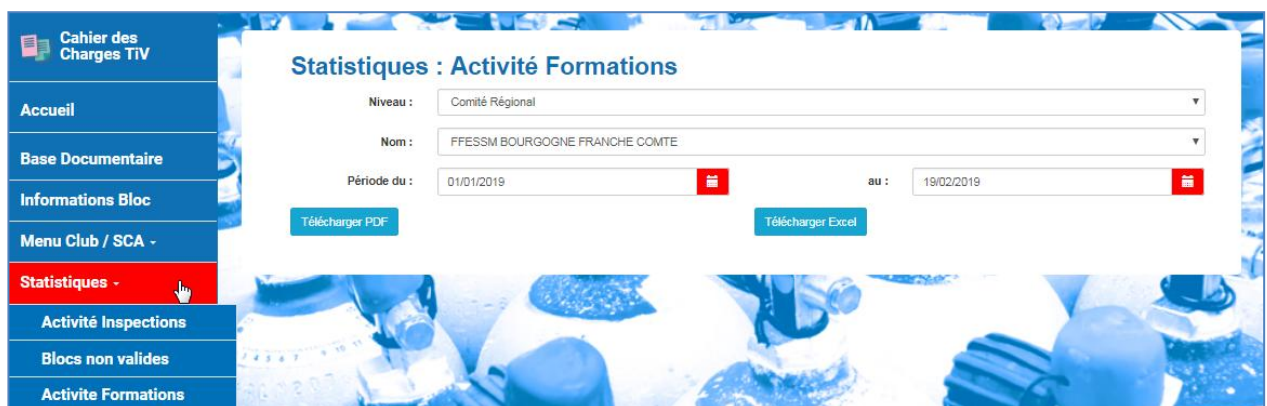 Cahier des
Charges TiV
Accueil
Base Documentaire
Informations Bloc
Menu Club / SCA
Statistiques
Activité Inspections
Blocs non valides
Activite Formations
Statistiques : Activité Formations
Niveau : Comité Régional
Nom : FFESSM BOURGOGNE FRANCHE COMTE
Période du : 01/01/2019 au : 19/02/2019
Télécharger PDF Télécharger Excel